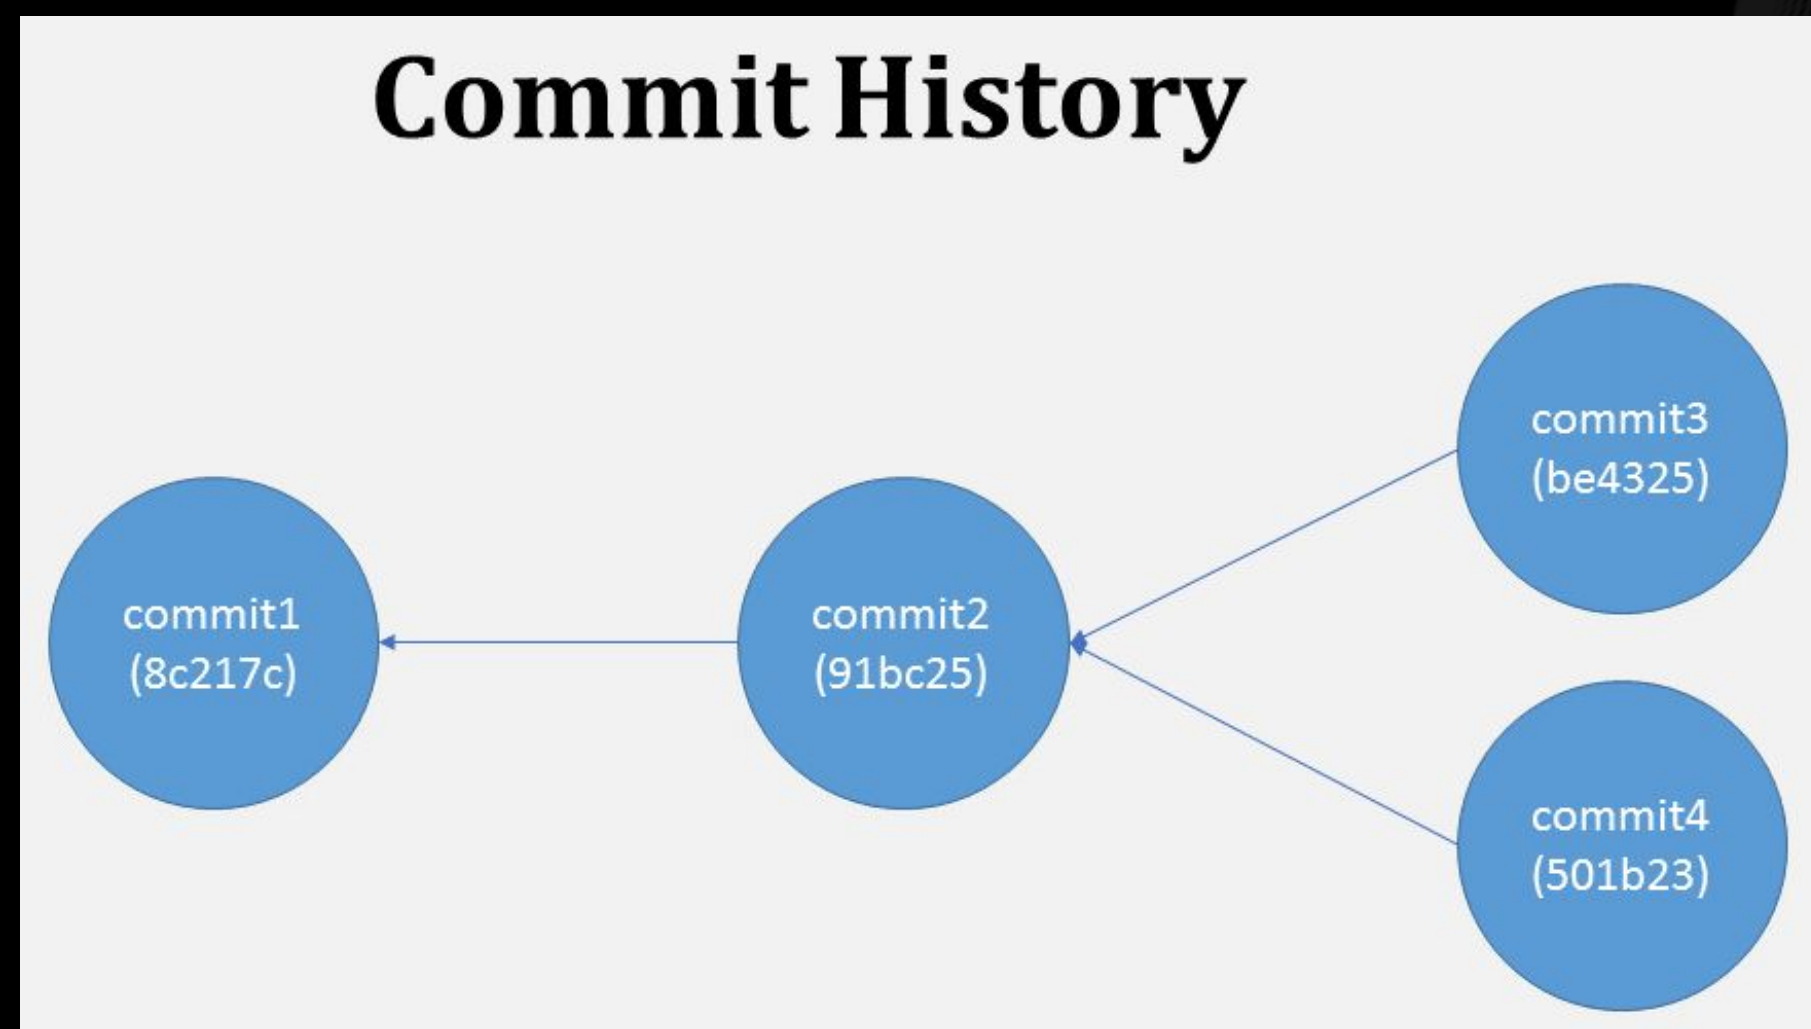 Commit History
commit1
(8c217c)
commit2
(91bc25)
commit3
(be4325)
commit4
(501b23)